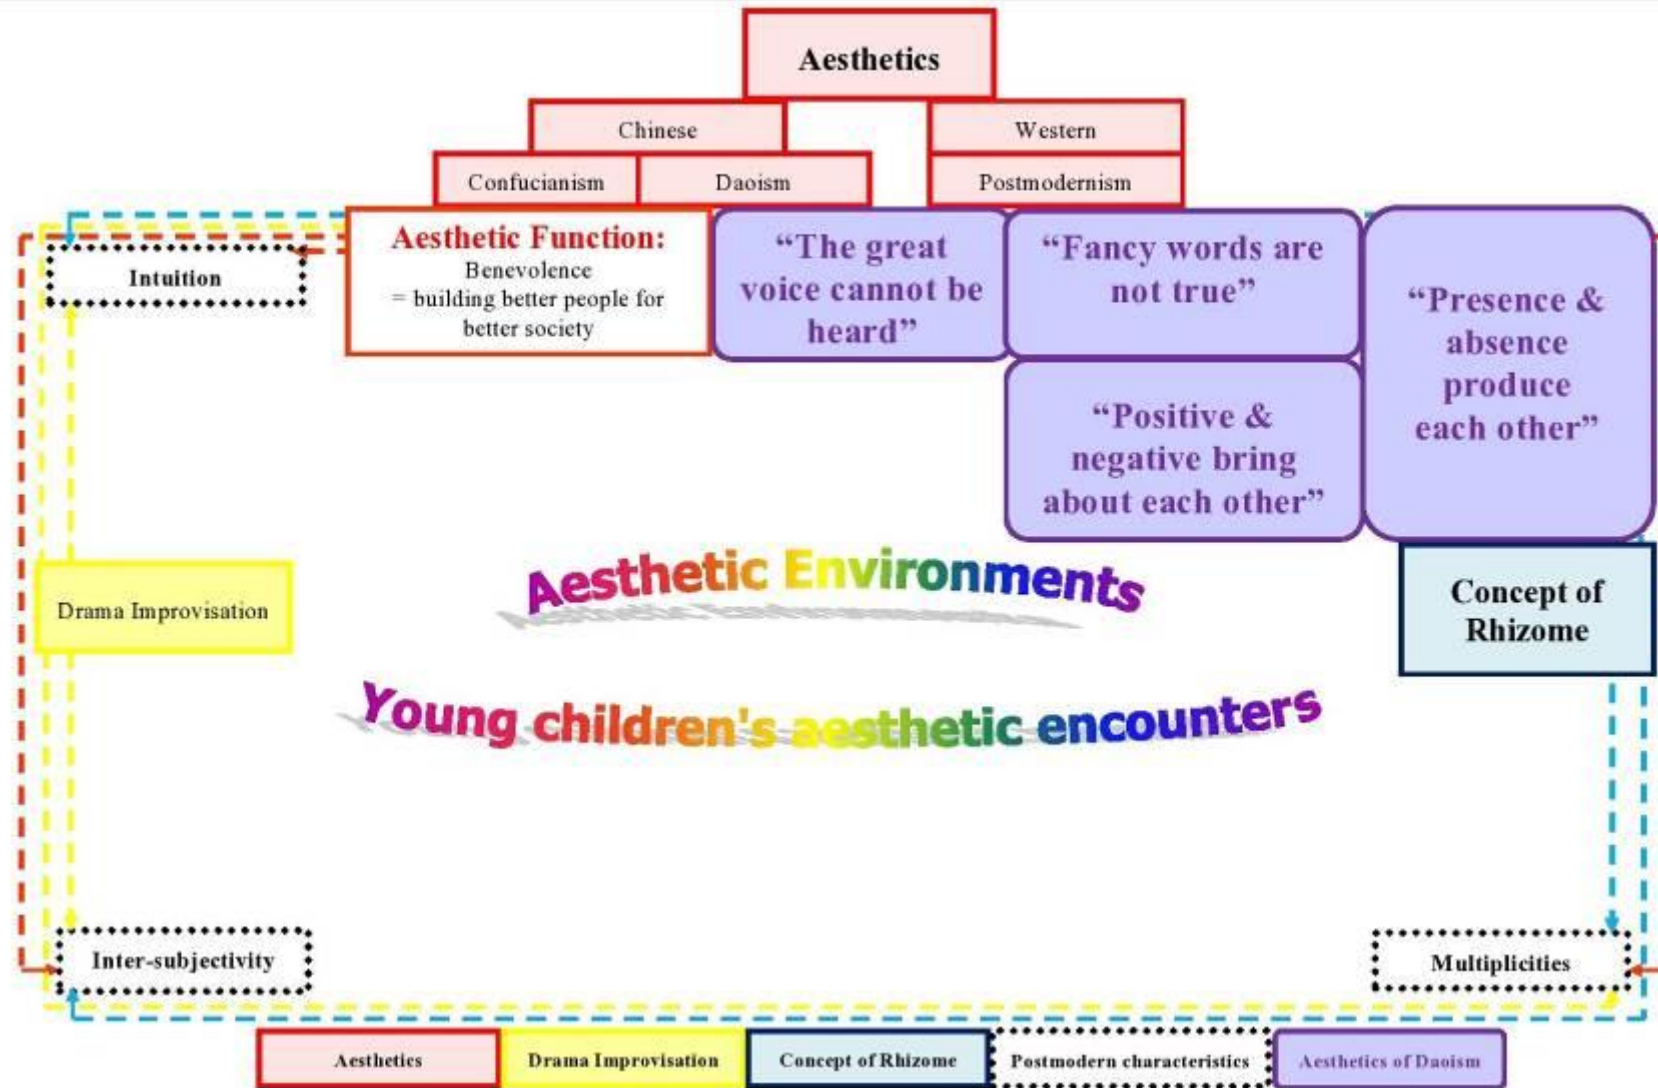 Aesthetics
Chinese
Western
Confucianism
Daoism
Postmodernism
Aesthetic Function:
Benevolence
= building better people for
better society
“The great
voice cannot be
heard”
“Fancy words are
not true”
“Presence &
absence
produce
each other”
“Positive &
negative bring
about each other”
Intuition
Aesthetic Environments
Drama Improvisation
Concept of
Rhizome
Young children's aesthetic encounters
Inter-subjectivity
Multiplicities
Aesthetics
Drama Improvisation
Concept of Rhizome
Postmodern characteristics
Aesthetics of Daoism